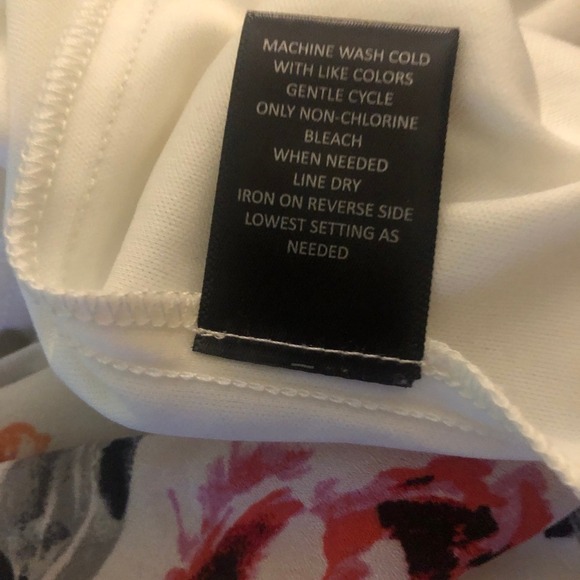 MACHINE WASH COLD
WITH LIKE COLORS
GENTLE CYCLE
ONLY NON-CHLORINE
BLEACH
WHEN NEEDED
LINE DRY
IRON ON REVERSE SIDE
LOWEST SETTING AS
NEEDED